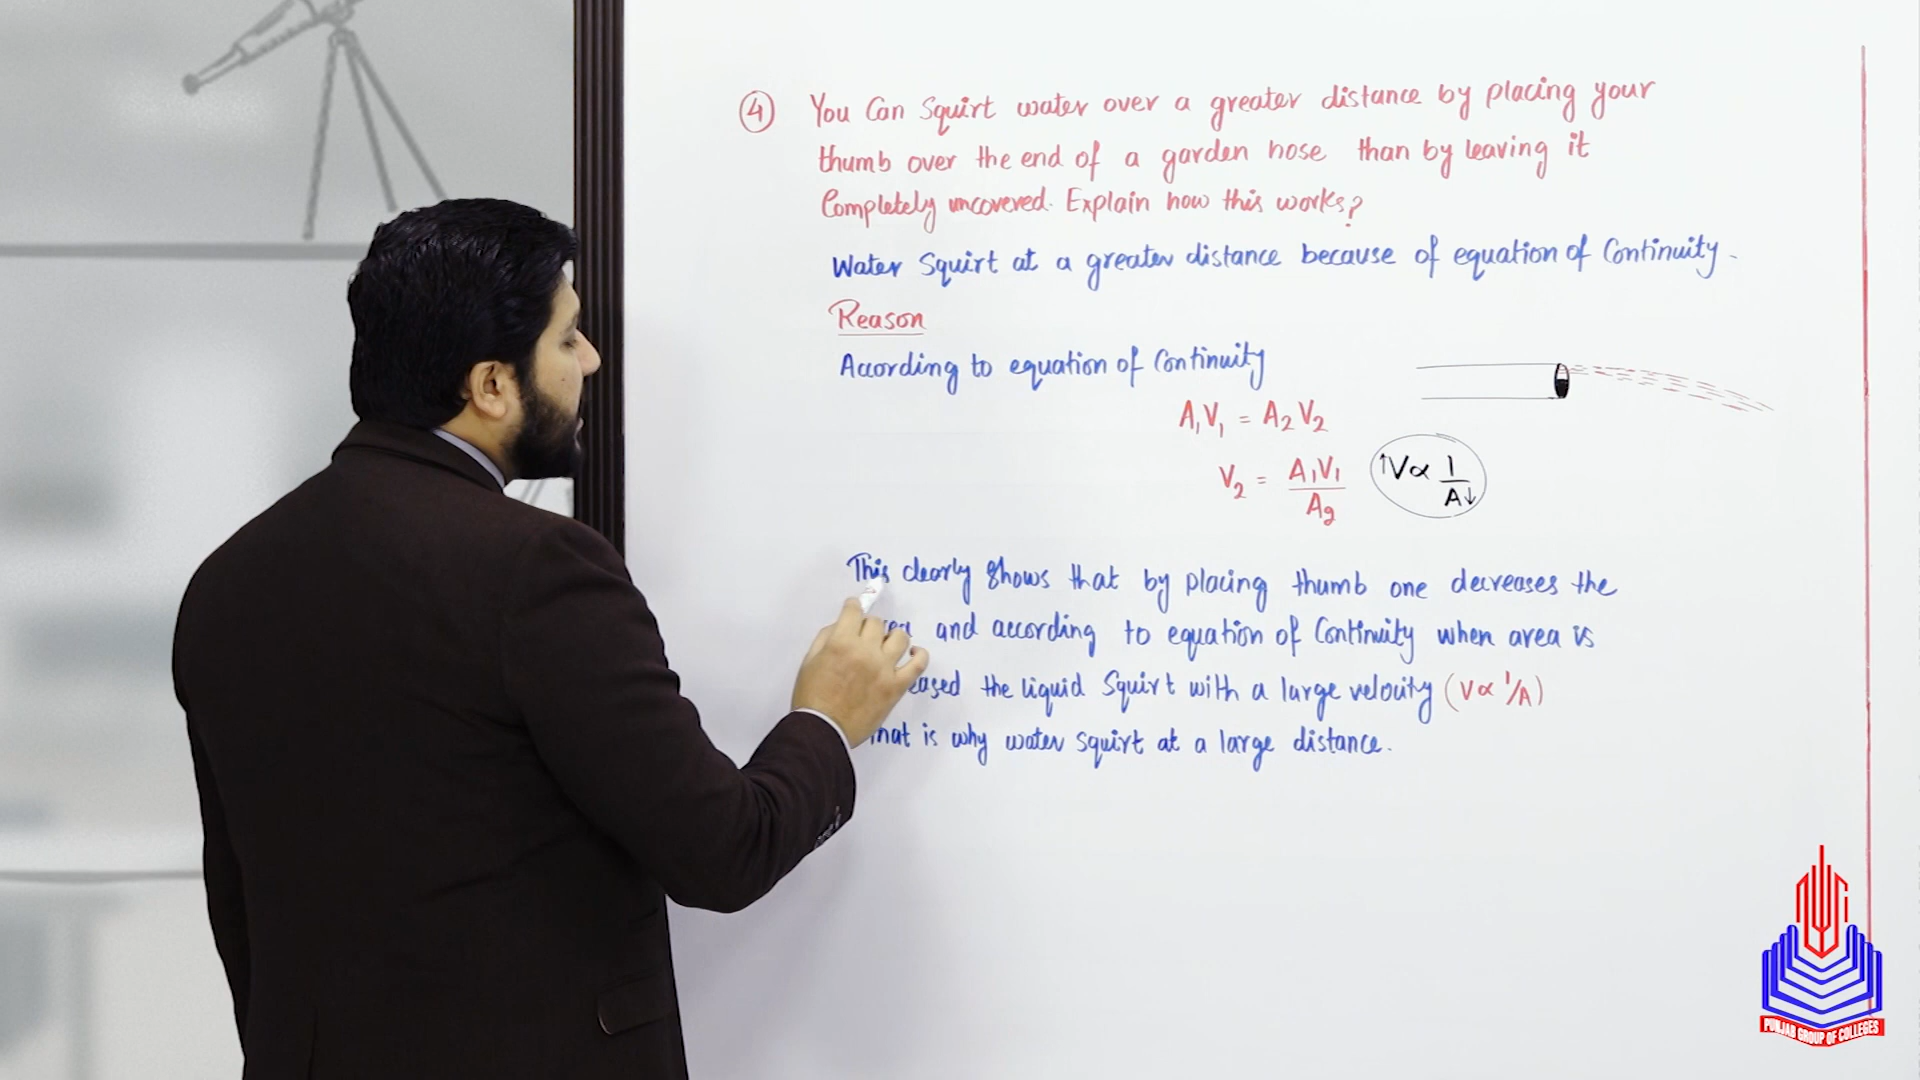 ④ You Can Squirt water over a greater distance by placing your
thumb over the end of a garden hose than by leaving it
Completely uncovered. Explain how this works?
Water Squirt at a greater distance because of equation of Continuity.
Reason
According to equation of Continuity
A₁V₁ = A₂V₂
V₂ = A₁V₁/A₂ ↑V∝ 1/A↓
This clearly shows that by placing thumb one decreases the
and according to equation of Continuity when area is
the liquid Squirt with a large velocity (V∝ 1/A)
is why water squirt at a large distance.
PUNJAB GROUP OF COLLEGES